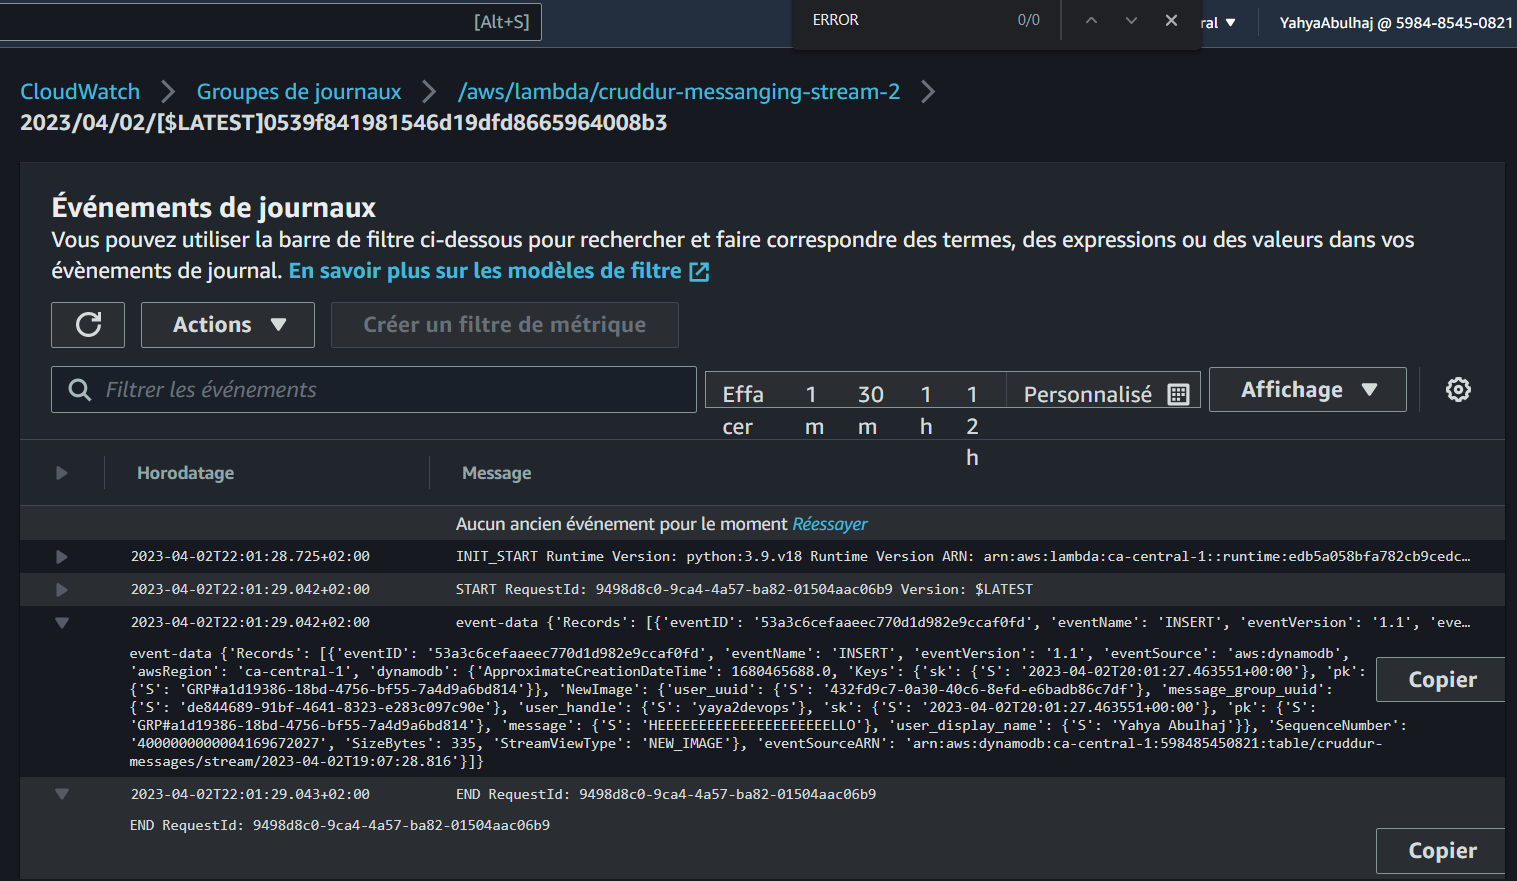 [Alt+S]
ERROR
0/0
ral
YahyaAbulhaj @ 5984-8545-0821
CloudWatch
Groupes de journaux
/aws/lambda/cruddur-messanging-stream-2
2023/04/02/[$LATEST]0539f841981546d19dfd8665964008b3
Événements de journaux
Vous pouvez utiliser la barre de filtre ci-dessous pour rechercher et faire correspondre des termes, des expressions ou des valeurs dans vos
évènements de journal. En savoir plus sur les modèles de filtre
Actions
Créer un filtre de métrique
Filtrer les événements
Effa 1 30 1 1 Personnalisé
cer m m h 2
h
Affichage
Horodatage Message
Aucun ancien événement pour le moment Réessayer
2023-04-02T22:01:28.725+02:00 INIT_START Runtime Version: python:3.9.v18 Runtime Version ARN: arn:aws:lambda:ca-central-1::runtime:edb5a058bfa782cb9cedc…
2023-04-02T22:01:29.042+02:00 START RequestId: 9498d8c0-9ca4-4a57-ba82-01504aac06b9 Version: $LATEST
2023-04-02T22:01:29.042+02:00 event-data {'Records': [{'eventID': '53a3c6cefaaeec770d1d982e9ccaf0fd', 'eventName': 'INSERT', 'eventVersion': '1.1', 'eve…
event-data {'Records': [{'eventID': '53a3c6cefaaeec770d1d982e9ccaf0fd', 'eventName': 'INSERT', 'eventVersion': '1.1', 'eventSource': 'aws:dynamodb',
'awsRegion': 'ca-central-1', 'dynamodb': {'ApproximateCreationDateTime': 1680465688.0, 'Keys': {'sk': {'S': '2023-04-02T20:01:27.463551+00:00'}, 'pk':
{'S': 'GRP#a1d19386-18bd-4756-bf55-7a4d9a6bd814'}}, 'NewImage': {'user_uuid': {'S': '432fd9c7-0a30-40c6-8efd-e6badb86c7df'}, 'message_group_uuid':
{'S': 'de844689-91bf-4641-8323-e283c097c90e'}, 'user_handle': {'S': 'yaya2devops'}, 'sk': {'S': '2023-04-02T20:01:27.463551+00:00'}, 'pk': {'S':
'GRP#a1d19386-18bd-4756-bf55-7a4d9a6bd814'}, 'message': {'S': 'HEEEEEEEEEEEEEEEEEEEEELLO'}, 'user_display_name': {'S': 'Yahya Abulhaj'}}, 'SequenceNumber':
'4000000000004169672027', 'SizeBytes': 335, 'StreamViewType': 'NEW_IMAGE'}, 'eventSourceARN': 'arn:aws:dynamodb:ca-central-1:598485450821:table/cruddur-
messages/stream/2023-04-02T19:07:28.816'}]}
Copier
2023-04-02T22:01:29.043+02:00 END RequestId: 9498d8c0-9ca4-4a57-ba82-01504aac06b9
END RequestId: 9498d8c0-9ca4-4a57-ba82-01504aac06b9
Copier